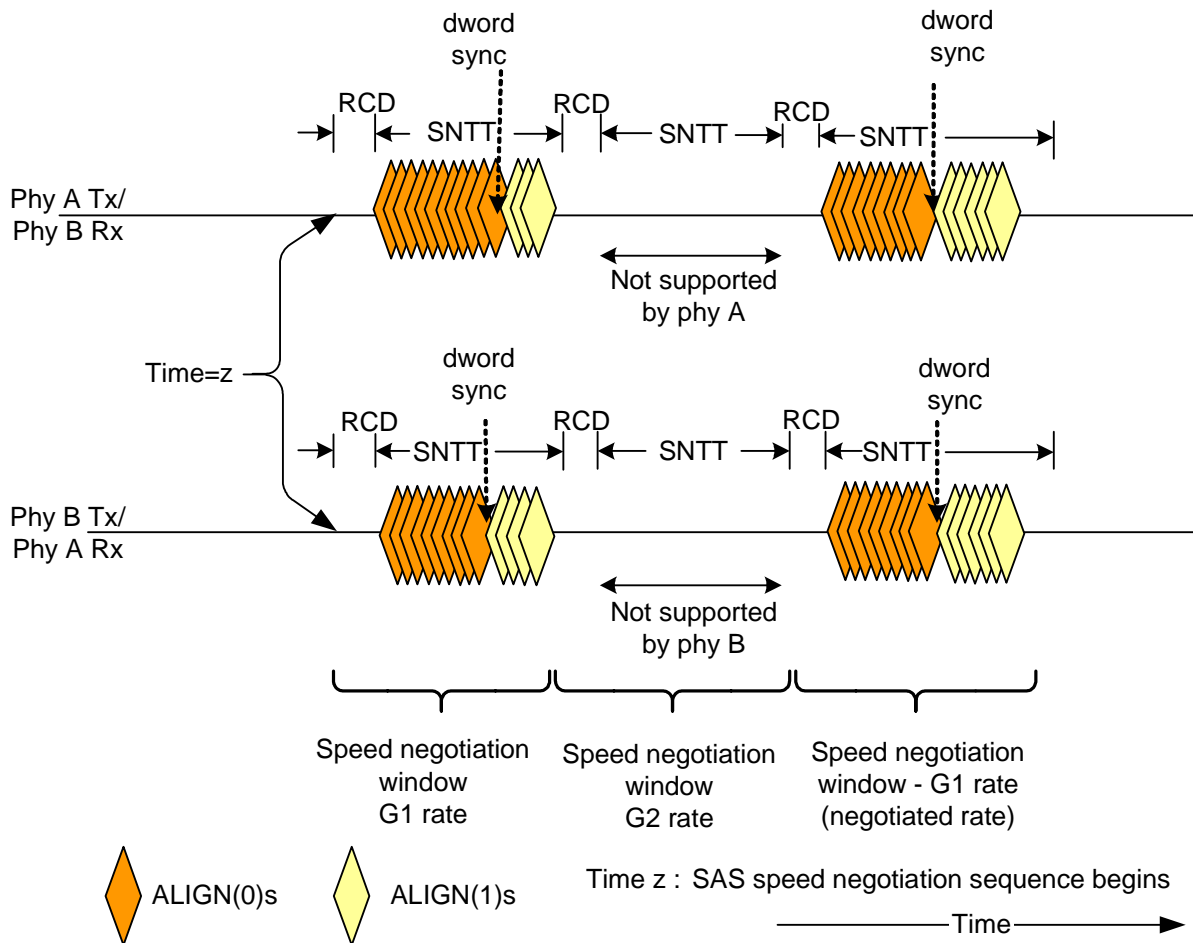 dword
sync
dword
sync
RCD
SNTT
RCD
SNTT
RCD
SNTT
Phy A Tx/
Phy B Rx
Not supported
by phy A
Time=z
dword
sync
dword
sync
RCD
SNTT
RCD
SNTT
RCD
SNTT
Phy B Tx/
Phy A Rx
Not supported
by phy B
Speed negotiation
window
G1 rate
Speed negotiation
window
G2 rate
Speed negotiation
window - G1 rate
(negotiated rate)
ALIGN(0)s
ALIGN(1)s
Time z : SAS speed negotiation sequence begins
Time